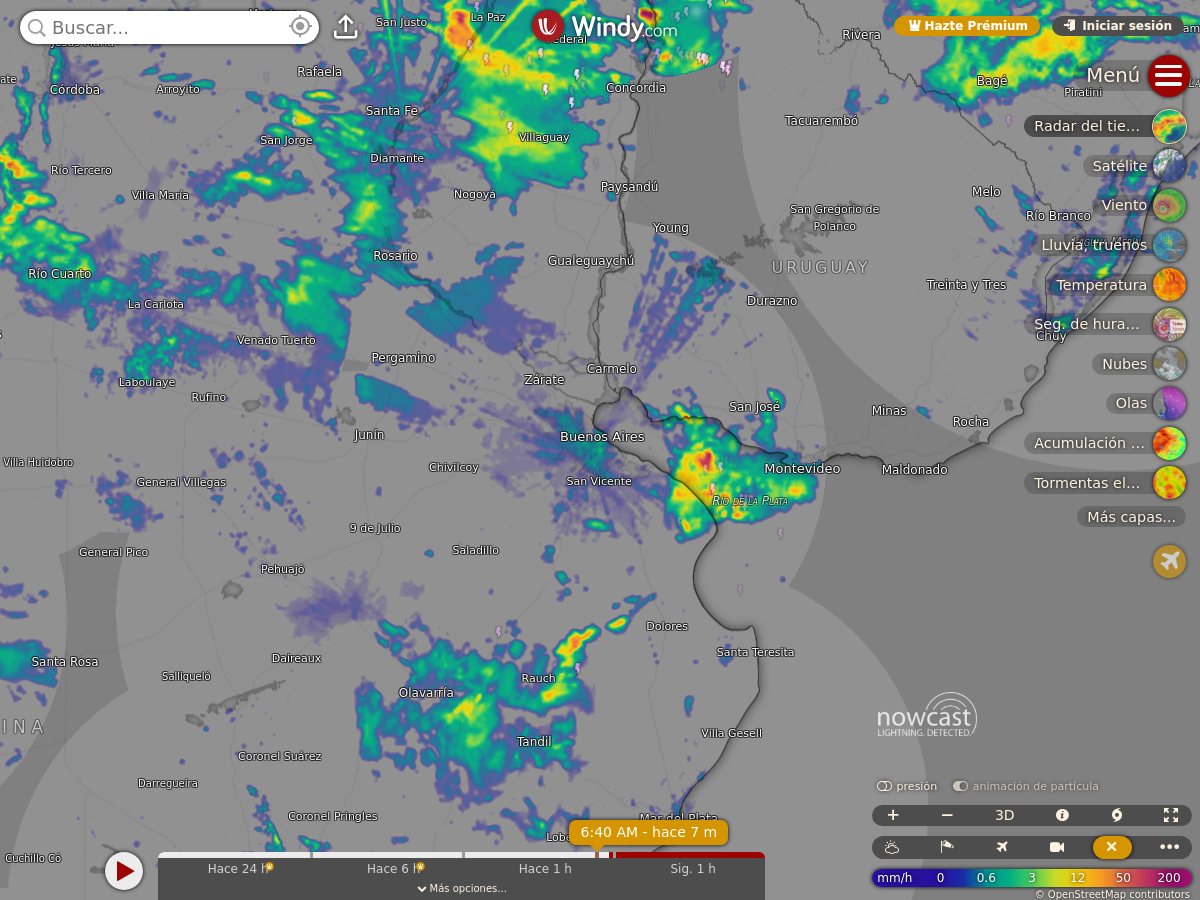 Buscar...
San Justo
La Paz
Federal
Windy.com
Rivera
Hazte Prémium
Iniciar sesión
Jesús María
Rafaela
Córdoba
Arroyito
Concordia
Bagé
Menú
Piratini
Santa Fe
Tacuarembó
San Jorge
Villaguay
Radar del tie...
Diamante
Río Tercero
Satélite
Villa María
Nogoyá
Paysandú
Melo
Viento
San Gregorio de
Polanco
Río Branco
Young
Lluvia, truenos
Rosario
Gualeguaychú
URUGUAY
Río Cuarto
Treinta y Tres
Temperatura
La Carlota
Durazno
Seg. de hura...
Chuy
Venado Tuerto
Pergamino
Nubes
Carmelo
Zárate
Laboulaye
Rufino
Olas
San José
Minas
Rocha
Junín
Buenos Aires
Acumulación ...
Villa Huidobro
Chivilcoy
Montevideo
Maldonado
General Villegas
San Vicente
Tormentas el...
Río de la Plata
Más capas...
9 de Julio
General Pico
Saladillo
Pehuajó
Dolores
Santa Rosa
Daireaux
Santa Teresita
Salliqueló
Rauch
Olavarría
INA
nowcast
LIGHTNING. DETECTED.
Villa Gesell
Tandil
Coronel Suárez
Darregueira
presión
animación de partícula
Coronel Pringles
Mar del Plata
+
−
3D
Lobe
6:40 AM - hace 7 m
Cuchillo Có
Hace 24 h
Hace 6 h
Hace 1 h
Sig. 1 h
mm/h
0
0.6
3
12
50
200
Más opciones...
© OpenStreetMap contributors